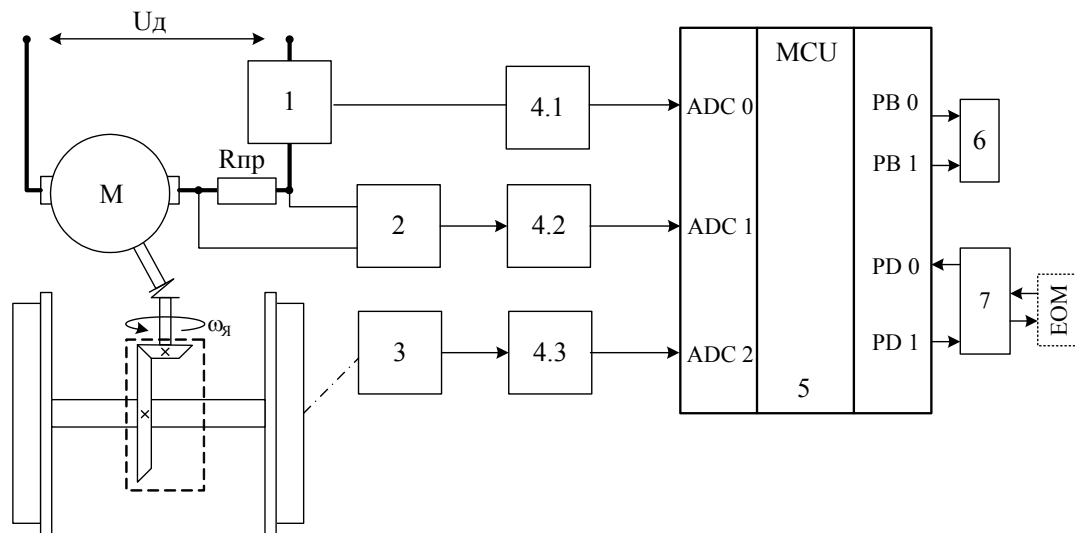 Uд
1
4.1
MCU
ADC 0
PB 0
6
PB 1
Rпр
M
2
4.2
ADC 1
PD 0
7
EOM
PD 1
ωЯ
3
4.3
ADC 2
5